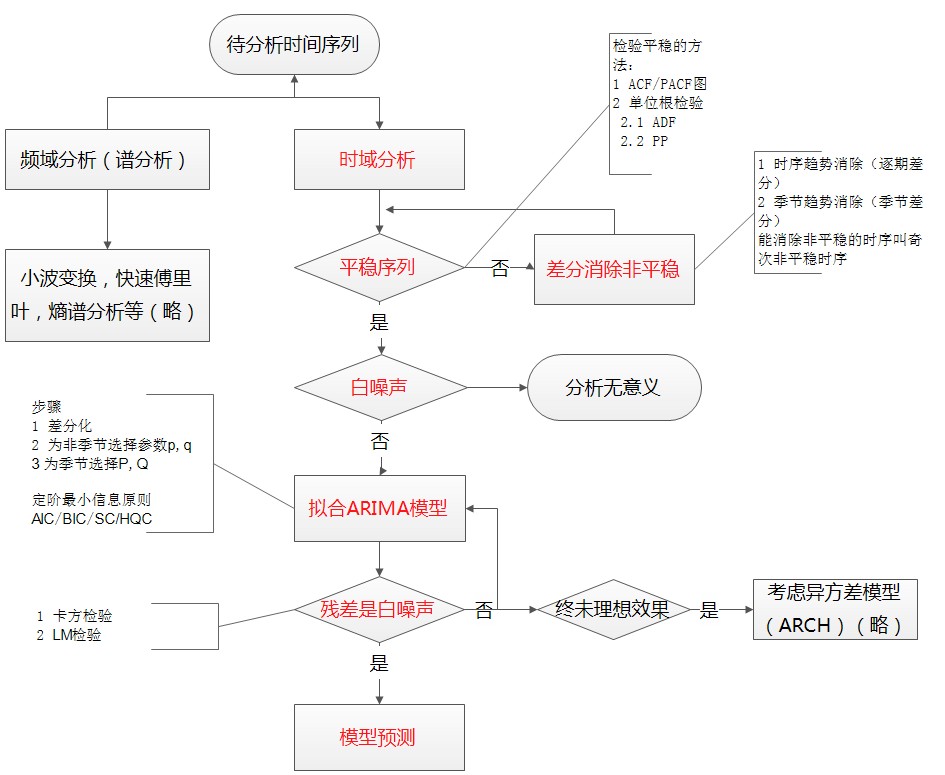 待分析时间序列
检验平稳的方
法：
1 ACF/PACF图
2 单位根检验
2.1 ADF
2.2 PP
频域分析（谱分析）
时域分析
1 时序趋势消除（逐期差
分）
2 季节趋势消除（季节差
分）
能消除非平稳的时序叫奇
次非平稳时序
平稳序列
否
差分消除非平稳
小波变换，快速傅里
叶，熵谱分析等（略）
是
白噪声
分析无意义
步骤
1 差分化
2 为非季节选择参数p,q
3 为季节选择P,Q
定阶最小信息原则
AIC/BIC/SC/HQC
否
拟合ARIMA模型
1 卡方检验
2 LM检验
残差是白噪声
否
终未理想效果
是
考虑异方差模型
（ARCH）（略）
是
模型预测